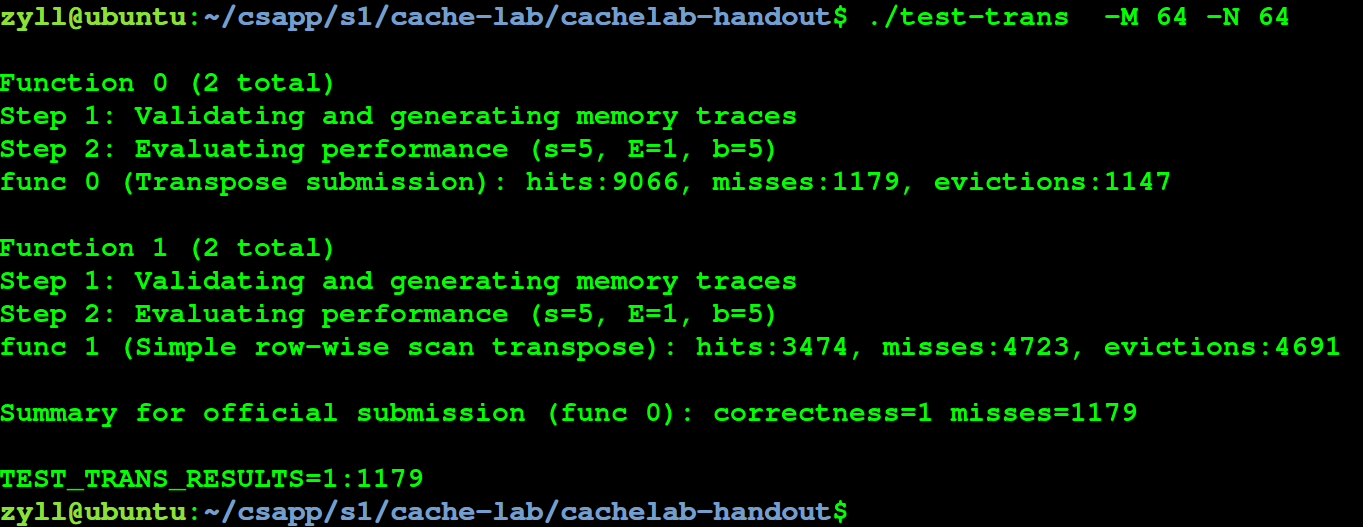 zyll@ubuntu:~/csapp/s1/cache-lab/cachelab-handout$ ./test-trans  -M 64 -N 64
Function 0 (2 total)
Step 1: Validating and generating memory traces
Step 2: Evaluating performance (s=5, E=1, b=5)
func 0 (Transpose submission): hits:9066, misses:1179, evictions:1147
Function 1 (2 total)
Step 1: Validating and generating memory traces
Step 2: Evaluating performance (s=5, E=1, b=5)
func 1 (Simple row-wise scan transpose): hits:3474, misses:4723, evictions:4691
Summary for official submission (func 0): correctness=1 misses=1179
TEST_TRANS_RESULTS=1:1179
zyll@ubuntu:~/csapp/s1/cache-lab/cachelab-handout$